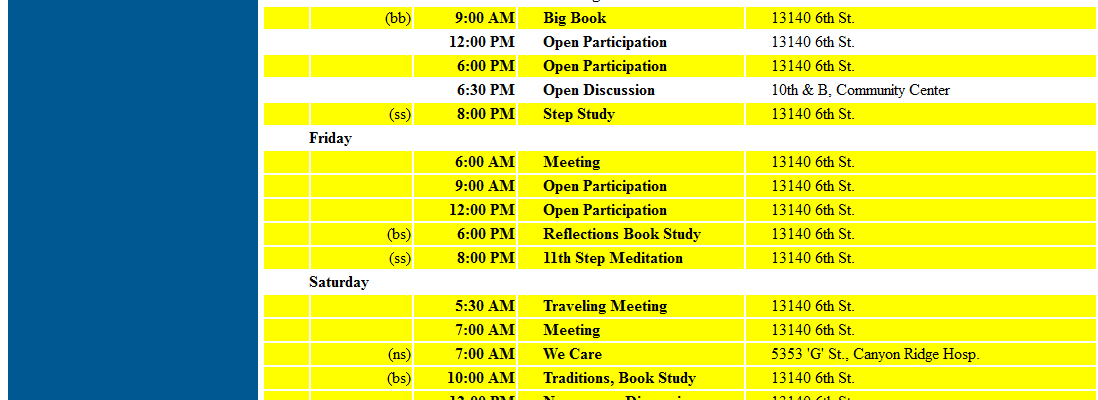 (bb) 9:00 AM Big Book 13140 6th St.
12:00 PM Open Participation 13140 6th St.
6:00 PM Open Participation 13140 6th St.
6:30 PM Open Discussion 10th & B, Community Center
(ss) 8:00 PM Step Study 13140 6th St.
Friday
6:00 AM Meeting 13140 6th St.
9:00 AM Open Participation 13140 6th St.
12:00 PM Open Participation 13140 6th St.
(bs) 6:00 PM Reflections Book Study 13140 6th St.
(ss) 8:00 PM 11th Step Meditation 13140 6th St.
Saturday
5:30 AM Traveling Meeting 13140 6th St.
7:00 AM Meeting 13140 6th St.
(ns) 7:00 AM We Care 5353 'G' St., Canyon Ridge Hosp.
(bs) 10:00 AM Traditions, Book Study 13140 6th St.
12:00 PM 13140 6th St.